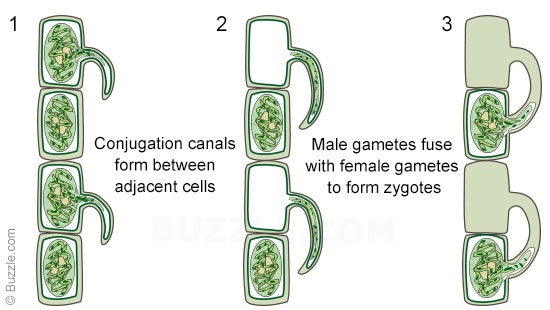 1
2
3
Conjugation canals
form between
adjacent cells
Male gametes fuse
with female gametes
to form zygotes
BUZZLE.COM
© Buzzle.com